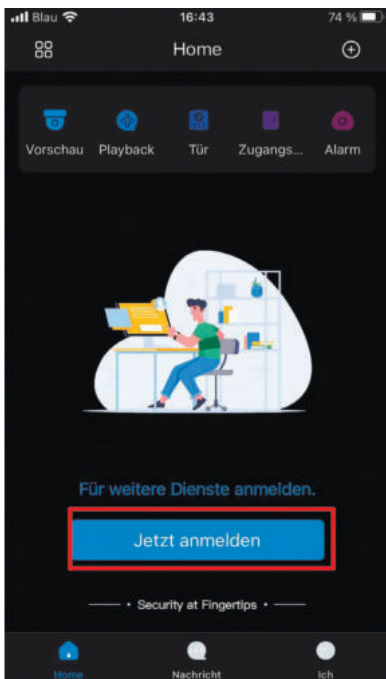 Blau 16:43 74 %
Home
Vorschau Playback Tür Zugangs... Alarm
Für weitere Dienste anmelden.
Jetzt anmelden
• Security at Fingertips •
Home Nachricht Ich